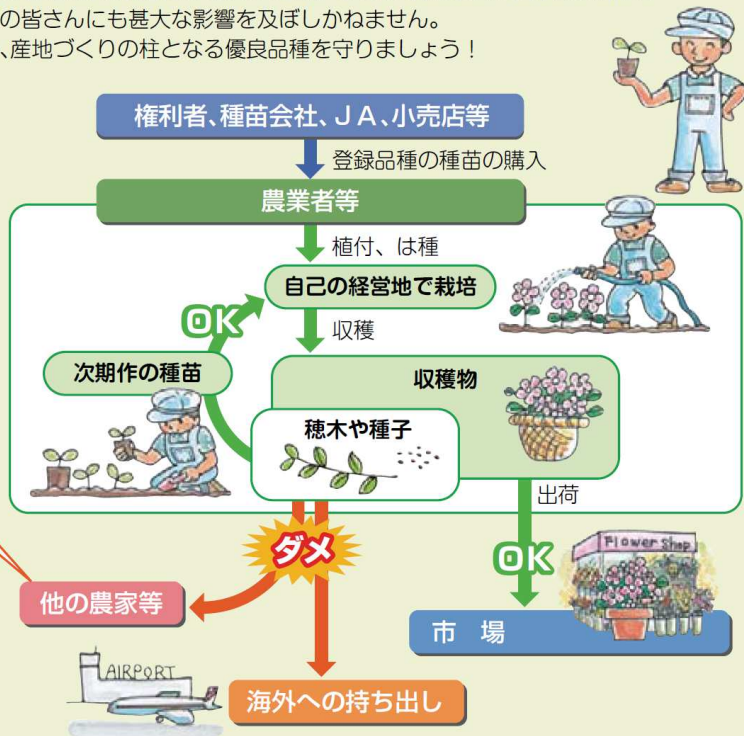 の皆さんにも甚大な影響を及ぼしかねません。
、産地づくりの柱となる優良品種を守りましょう！
権利者、種苗会社、ＪＡ、小売店等
登録品種の種苗の購入
農業者等
植付、は種
自己の経営地で栽培
OK
収穫
次期作の種苗
収穫物
穂木や種子
出荷
ダメ
OK
Flower Shop
他の農家等
市 場
AIRPORT
海外への持ち出し